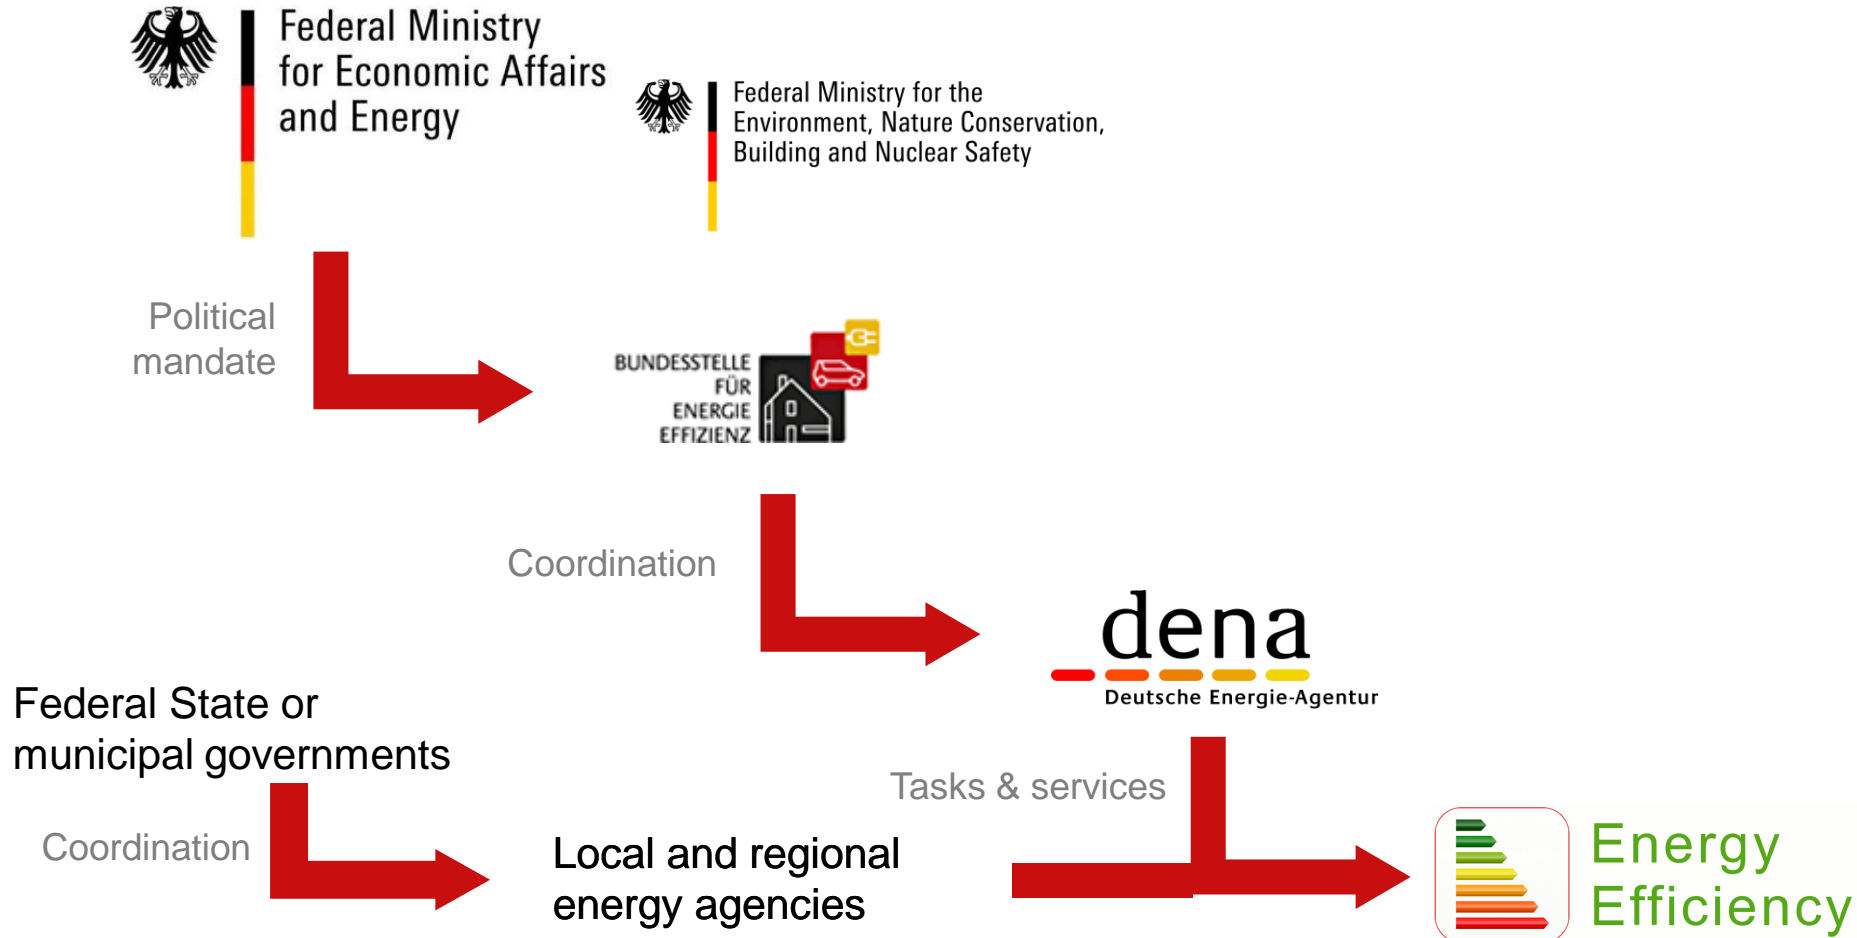 Federal Ministry
for Economic Affairs
and Energy
Federal Ministry for the
Environment, Nature Conservation,
Building and Nuclear Safety
Political
mandate
BUNDESSTELLE
FÜR
ENERGIE
EFFIZIENZ
Coordination
dena
Deutsche Energie-Agentur
Federal State or
municipal governments
Tasks & services
Coordination
Local and regional
energy agencies
Energy
Efficiency